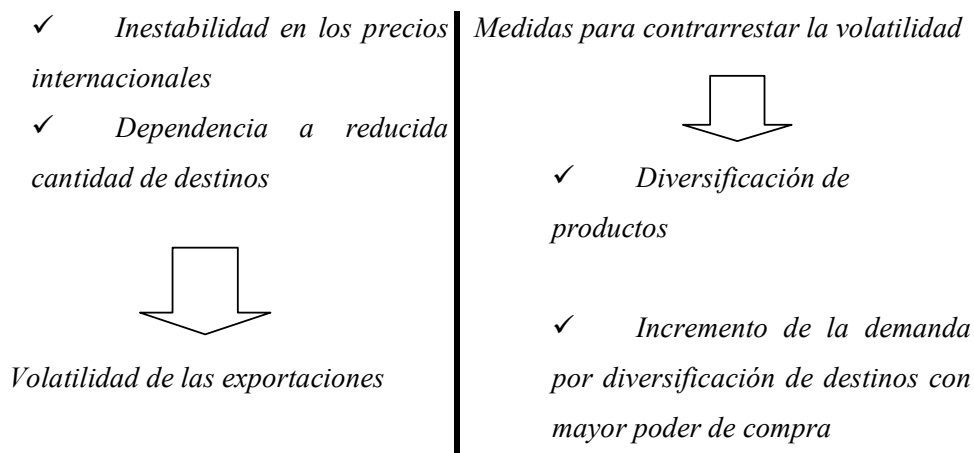 ✓ Inestabilidad en los precios
internacionales
✓ Dependencia a reducida
cantidad de destinos
Volatilidad de las exportaciones
Medidas para contrarrestar la volatilidad
✓ Diversificación de
productos
✓ Incremento de la demanda
por diversificación de destinos con
mayor poder de compra